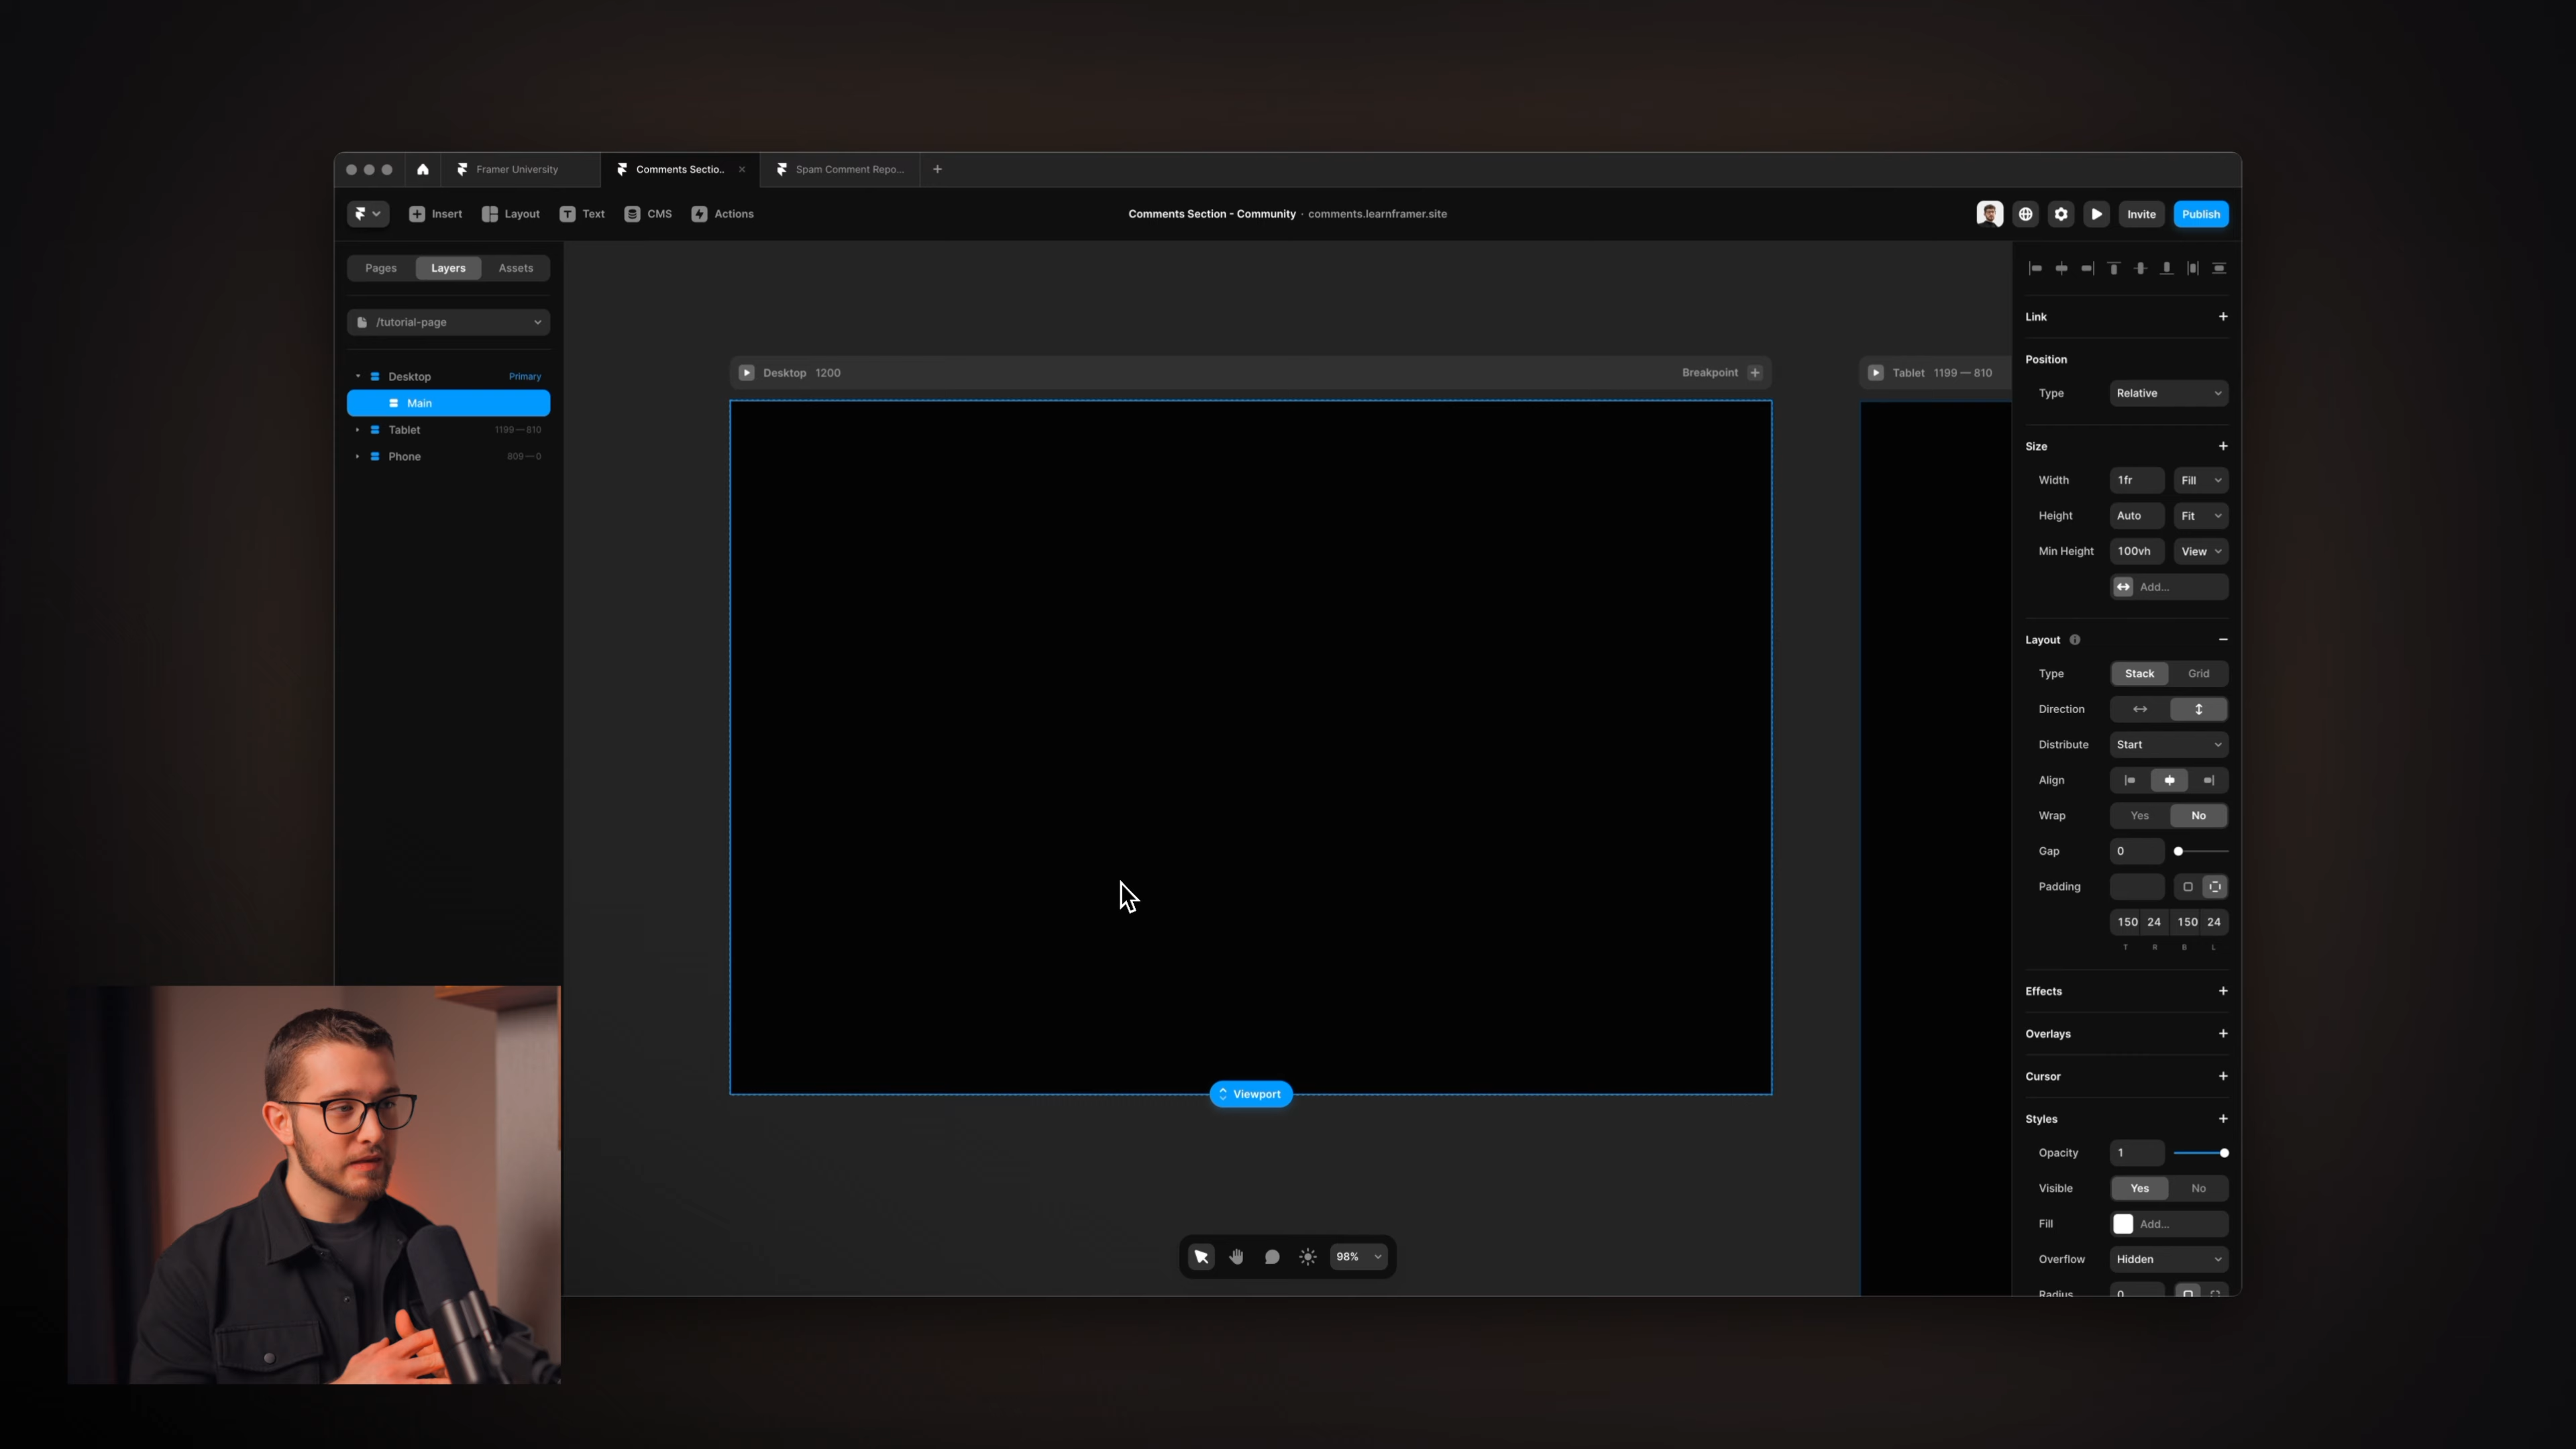 Framer University
Comments Sectio..
Spam Comment Repo...
Insert
Layout
Text
CMS
Actions
Comments Section - Community · comments.learnframer.site
Invite
Publish
Pages
Layers
Assets
/tutorial-page
Desktop
Primary
Main
Tablet
1199—810
Phone
809—0
Desktop 1200
Breakpoint
Tablet 1199—810
Viewport
98%
Link
Position
Type
Relative
Size
Width
1fr
Fill
Height
Auto
Fit
Min Height
100vh
View
Add...
Layout
Type
Stack
Grid
Direction
Distribute
Start
Align
Wrap
Yes
No
Gap
0
Padding
150 24 150 24
T R B L
Effects
Overlays
Cursor
Styles
Opacity
1
Visible
Yes
No
Fill
Add...
Overflow
Hidden
Radius
0